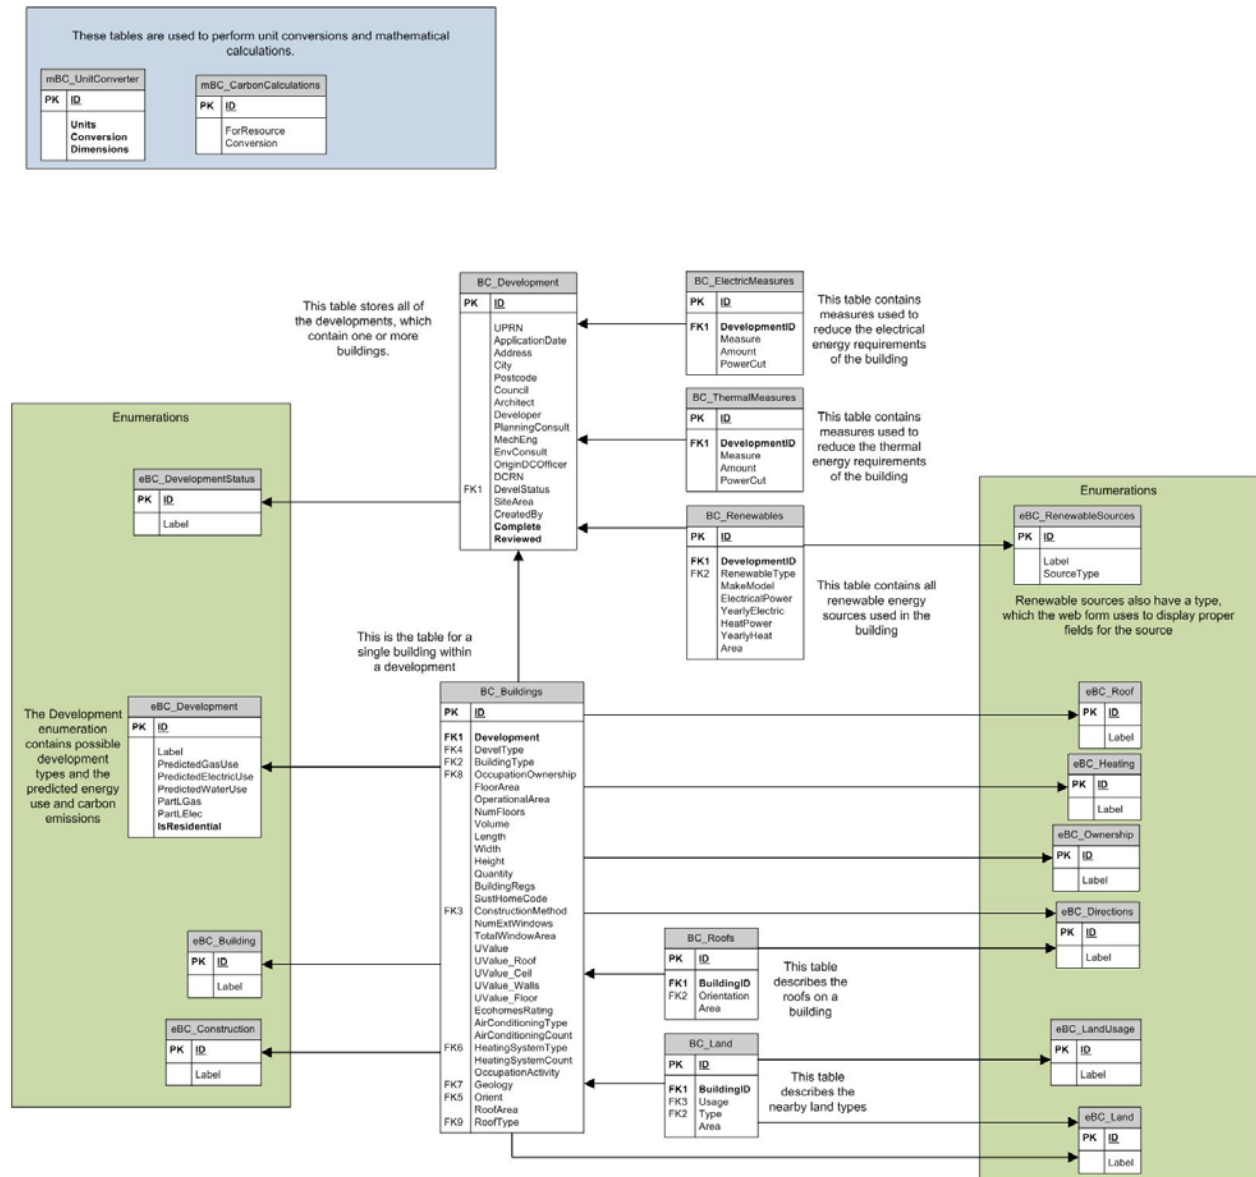 These tables are used to perform unit conversions and mathematical
calculations.
mBC_UnitConverter
PK ID
Units
Conversion
Dimensions
mBC_CarbonCalculations
PK ID
ForResource
Conversion
This table stores all of
the developments, which
contain one or more
buildings.
BC_Development
PK ID
UPRN
ApplicationDate
Address
City
Postcode
Council
Architect
Developer
PlanningConsult
MechEng
EnvConsult
OriginDCOfficer
DCRN
FK1 DevelStatus
SiteArea
CreatedBy
Complete
Reviewed
BC_ElectricMeasures
PK ID
FK1 DevelopmentID
Measure
Amount
PowerCut
This table contains
measures used to
reduce the electrical
energy requirements
of the building
BC_ThermalMeasures
PK ID
FK1 DevelopmentID
Measure
Amount
PowerCut
This table contains
measures used to
reduce the thermal
energy requirements
of the building
BC_Renewables
PK ID
FK1 DevelopmentID
FK2 RenewableType
MakeModel
ElectricalPower
YearlyElectric
HeatPower
YearlyHeat
Area
This table contains all
renewable energy
sources used in the
building
Enumerations
eBC_DevelopmentStatus
PK ID
Label
The Development
enumeration
contains possible
development
types and the
predicted energy
use and carbon
emissions
eBC_Development
PK ID
Label
PredictedGasUse
PredictedElectricUse
PredictedWaterUse
PartLGas
PartLElec
IsResidential
eBC_Building
PK ID
Label
eBC_Construction
PK ID
Label
This is the table for a
single building within
a development
BC_Buildings
PK ID
FK1 Development
FK4 DevelType
FK2 BuildingType
FK8 OccupationOwnership
FloorArea
OperationalArea
NumFloors
Volume
Length
Width
Height
Quantity
BuildingRegs
SustHomeCode
FK3 ConstructionMethod
NumExtWindows
TotalWindowArea
UValue
UValue_Roof
UValue_Ceil
UValue_Walls
UValue_Floor
EcohomesRating
AirConditioningType
AirConditioningCount
FK6 HeatingSystemType
HeatingSystemCount
OccupationActivity
FK7 Geology
FK5 Orient
RoofArea
FK9 RoofType
BC_Roofs
PK ID
FK1 BuildingID
FK2 Orientation
Area
This table
describes the
roofs on a
building
BC_Land
PK ID
FK1 BuildingID
FK3 Usage
FK2 Type
Area
This table
describes the
nearby land types
Enumerations
eBC_RenewableSources
PK ID
Label
SourceType
Renewable sources also have a type,
which the web form uses to display proper
fields for the source
eBC_Roof
PK ID
Label
eBC_Heating
PK ID
Label
eBC_Ownership
PK ID
Label
eBC_Directions
PK ID
Label
eBC_LandUsage
PK ID
Label
eBC_Land
PK ID
Label